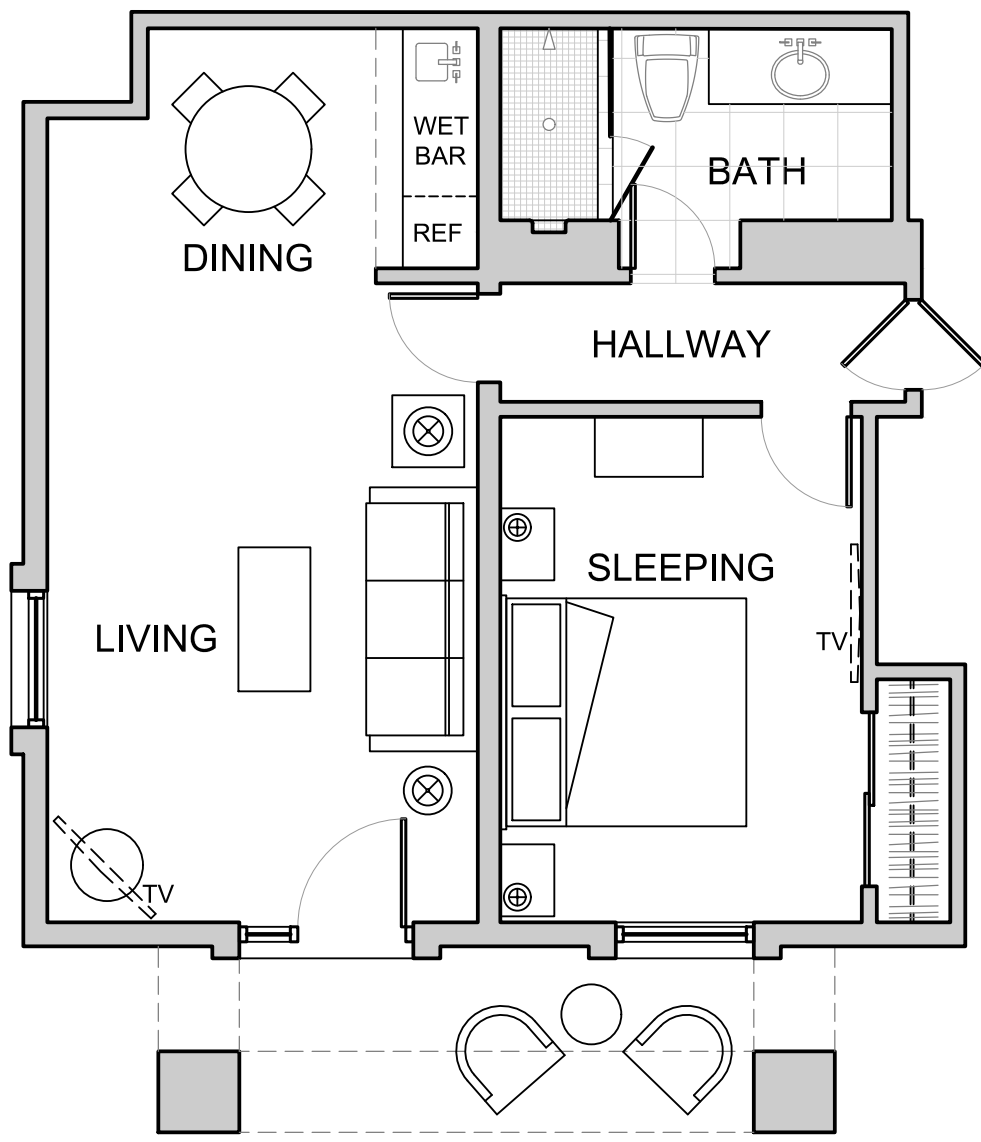 WET
BAR
BATH
DINING
REF
HALLWAY
SLEEPING
LIVING
TV
TV